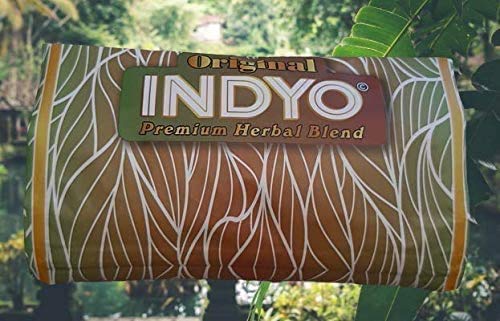 Original
INDYO©
Premium Herbal Blend